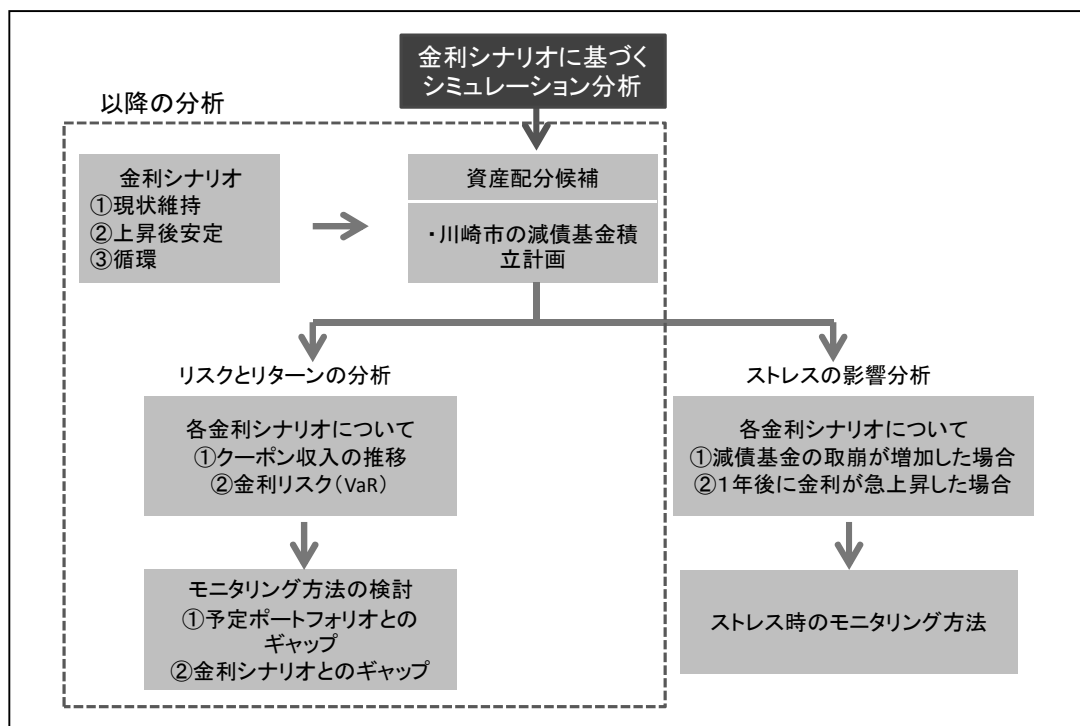 金利シナリオに基づく
シミュレーション分析
以降の分析
金利シナリオ
①現状維持
②上昇後安定
③循環
資産配分候補
・川崎市の減債基金積
立計画
リスクとリターンの分析
各金利シナリオについて
①クーポン収入の推移
②金利リスク(VaR)
モニタリング方法の検討
①予定ポートフォリオとの
ギャップ
②金利シナリオとのギャップ
ストレスの影響分析
各金利シナリオについて
①減債基金の取崩が増加した場合
②1年後に金利が急上昇した場合
ストレス時のモニタリング方法